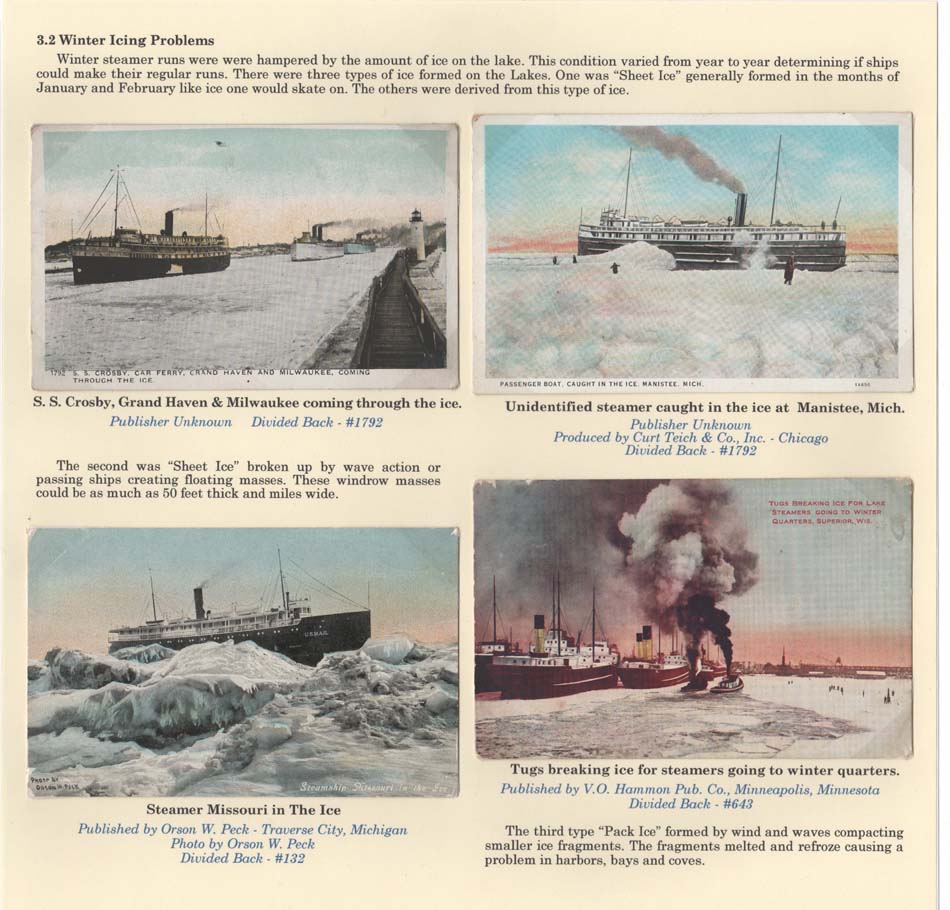 3.2 Winter Icing Problems
Winter steamer runs were were hampered by the amount of ice on the lake. This condition varied from year to year determining if ships
could make their regular runs. There were three types of ice formed on the Lakes. One was “Sheet Ice” generally formed in the months of
January and February like ice one would skate on. The others were derived from this type of ice.
1792 S. S. CROSBY, CAR FERRY, GRAND HAVEN AND MILWAUKEE, COMING
THROUGH THE ICE.
S. S. Crosby, Grand Haven & Milwaukee coming through the ice.
Publisher Unknown Divided Back - #1792
PASSENGER BOAT, CAUGHT IN THE ICE. MANISTEE, MICH.
Unidentified steamer caught in the ice at Manistee, Mich.
Publisher Unknown
Produced by Curt Teich & Co., Inc. - Chicago
Divided Back - #1792
The second was “Sheet Ice” broken up by wave action or
passing ships creating floating masses. These windrow masses
could be as much as 50 feet thick and miles wide.
U.S.MAIL
PHOTO BY
ORSON W. PECK
Steamship Missouri in the Ice
Steamer Missouri in The Ice
Published by Orson W. Peck - Traverse City, Michigan
Photo by Orson W. Peck
Divided Back - #132
TUGS BREAKING ICE FOR LAKE
STEAMERS GOING TO WINTER
QUARTERS, SUPERIOR, WIS.
Tugs breaking ice for steamers going to winter quarters.
Published by V.O. Hammon Pub. Co., Minneapolis, Minnesota
Divided Back - #643
The third type “Pack Ice” formed by wind and waves compacting
smaller ice fragments. The fragments melted and refroze causing a
problem in harbors, bays and coves.